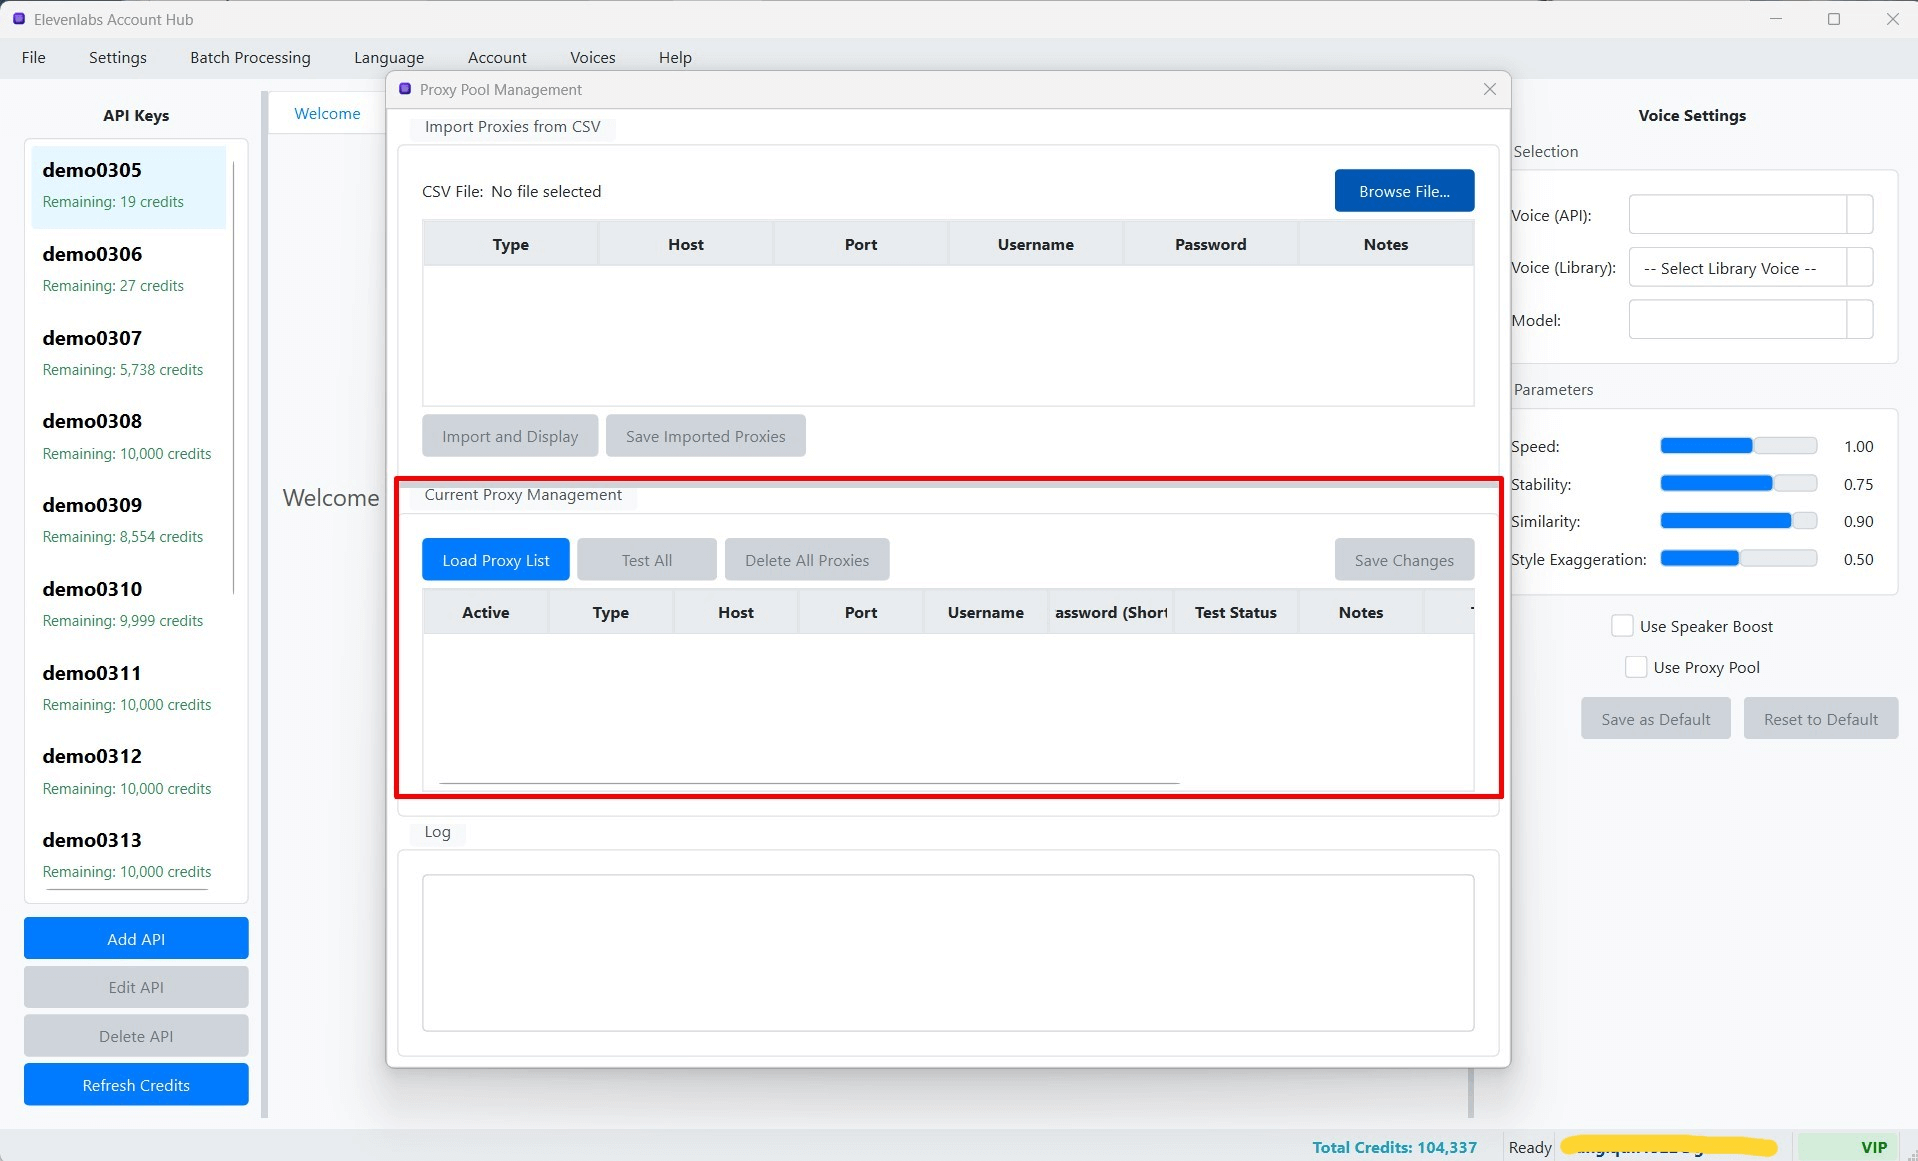 Elevenlabs Account Hub
File Settings Batch Processing Language Account Voices Help
API Keys
demo0305
Remaining: 19 credits
demo0306
Remaining: 27 credits
demo0307
Remaining: 5,738 credits
demo0308
Remaining: 10,000 credits
demo0309
Remaining: 8,554 credits
demo0310
Remaining: 9,999 credits
demo0311
Remaining: 10,000 credits
demo0312
Remaining: 10,000 credits
demo0313
Remaining: 10,000 credits
Add API
Edit API
Delete API
Refresh Credits
Welcome
Welcome
Proxy Pool Management
Import Proxies from CSV
CSV File: No file selected
Browse File...
Type Host Port Username Password Notes
Import and Display Save Imported Proxies
Current Proxy Management
Load Proxy List Test All Delete All Proxies Save Changes
Active Type Host Port Username assword (Short Test Status Notes
Log
Voice Settings
Selection
Voice (API):
Voice (Library): -- Select Library Voice --
Model:
Parameters
Speed: 1.00
Stability: 0.75
Similarity: 0.90
Style Exaggeration: 0.50
Use Speaker Boost
Use Proxy Pool
Save as Default Reset to Default
Total Credits: 104,337 Ready VIP